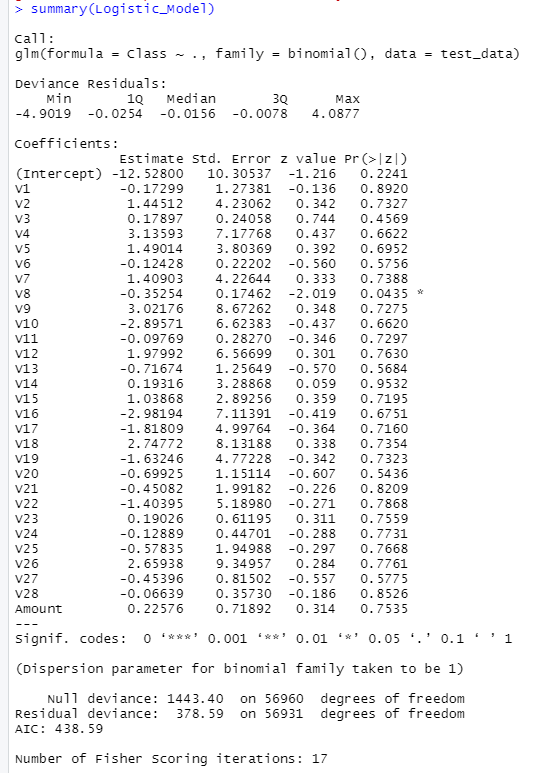 > summary(Logistic_Model)
Call:
glm(formula = Class ~ ., family = binomial(), data = test_data)
Deviance Residuals:
Min 1Q Median 3Q Max
-4.9019 -0.0254 -0.0156 -0.0078 4.0877
Coefficients:
Estimate Std. Error z value Pr(>|z|)
(Intercept) -12.52800 10.30537 -1.216 0.2241
V1 -0.17299 1.27381 -0.136 0.8920
V2 1.44512 4.23062 0.342 0.7327
V3 0.17897 0.24058 0.744 0.4569
V4 3.13593 7.17768 0.437 0.6622
V5 1.49014 3.80369 0.392 0.6952
V6 -0.12428 0.22202 -0.560 0.5756
V7 1.40903 4.22644 0.333 0.7388
V8 -0.35254 0.17462 -2.019 0.0435 *
V9 3.02176 8.67262 0.348 0.7275
V10 -2.89571 6.62383 -0.437 0.6620
V11 -0.09769 0.28270 -0.346 0.7297
V12 1.97992 6.56699 0.301 0.7630
V13 -0.71674 1.25649 -0.570 0.5684
V14 0.19316 3.28868 0.059 0.9532
V15 1.03868 2.89256 0.359 0.7195
V16 -2.98194 7.11391 -0.419 0.6751
V17 -1.81809 4.99764 -0.364 0.7160
V18 2.74772 8.13188 0.338 0.7354
V19 -1.63246 4.77228 -0.342 0.7323
V20 -0.69925 1.15114 -0.607 0.5436
V21 -0.45082 1.99182 -0.226 0.8209
V22 -1.40395 5.18980 -0.271 0.7868
V23 0.19026 0.61195 0.311 0.7559
V24 -0.12889 0.44701 -0.288 0.7731
V25 -0.57835 1.94988 -0.297 0.7668
V26 2.65938 9.34957 0.284 0.7761
V27 -0.45396 0.81502 -0.557 0.5775
V28 -0.06639 0.35730 -0.186 0.8526
Amount 0.22576 0.71892 0.314 0.7535
---
Signif. codes: 0 ‘***’ 0.001 ‘**’ 0.01 ‘*’ 0.05 ‘.’ 0.1 ‘ ’ 1
(Dispersion parameter for binomial family taken to be 1)
Null deviance: 1443.40 on 56960 degrees of freedom
Residual deviance: 378.59 on 56931 degrees of freedom
AIC: 438.59
Number of Fisher Scoring iterations: 17